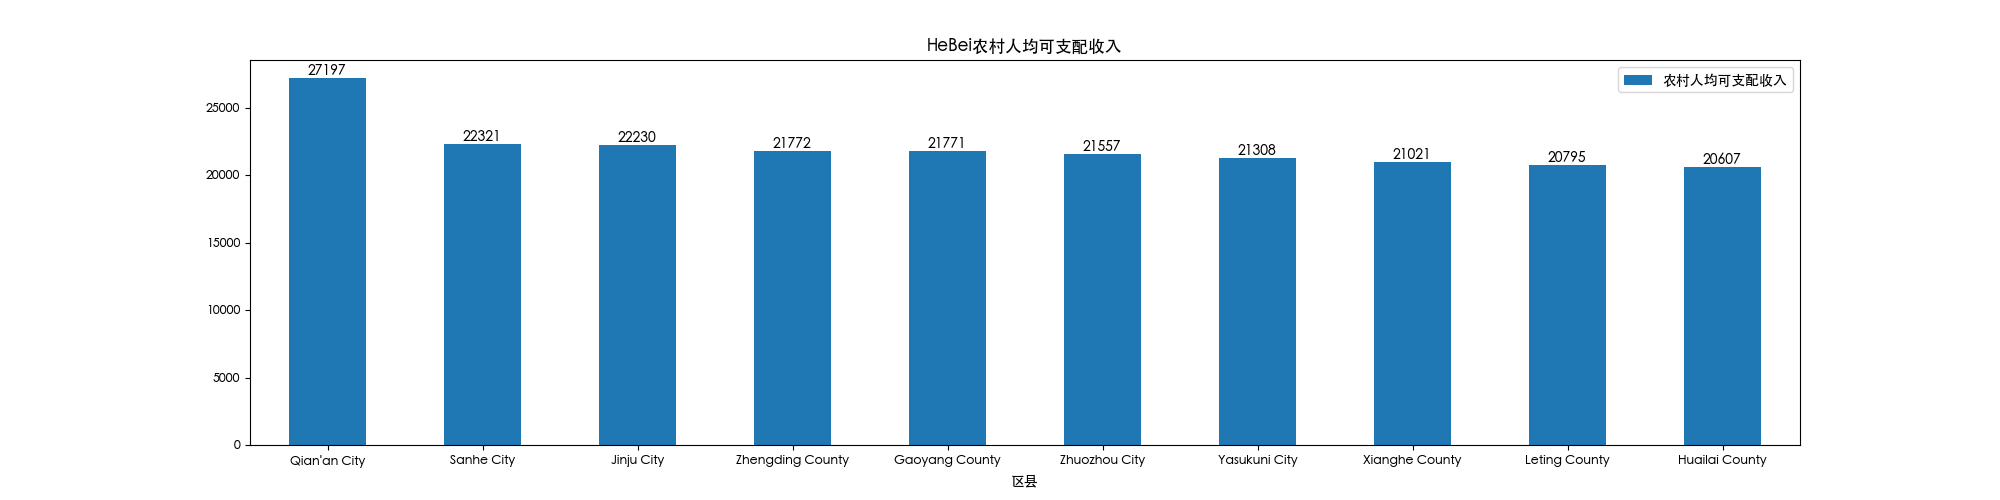 HeBei农村人均可支配收入
农村人均可支配收入
27197
22321
22230
21772
21771
21557
21308
21021
20795
20607
25000
20000
15000
10000
5000
0
Qian'an City
Sanhe City
Jinju City
Zhengding County
Gaoyang County
Zhuozhou City
Yasukuni City
Xianghe County
Leting County
Huailai County
区县